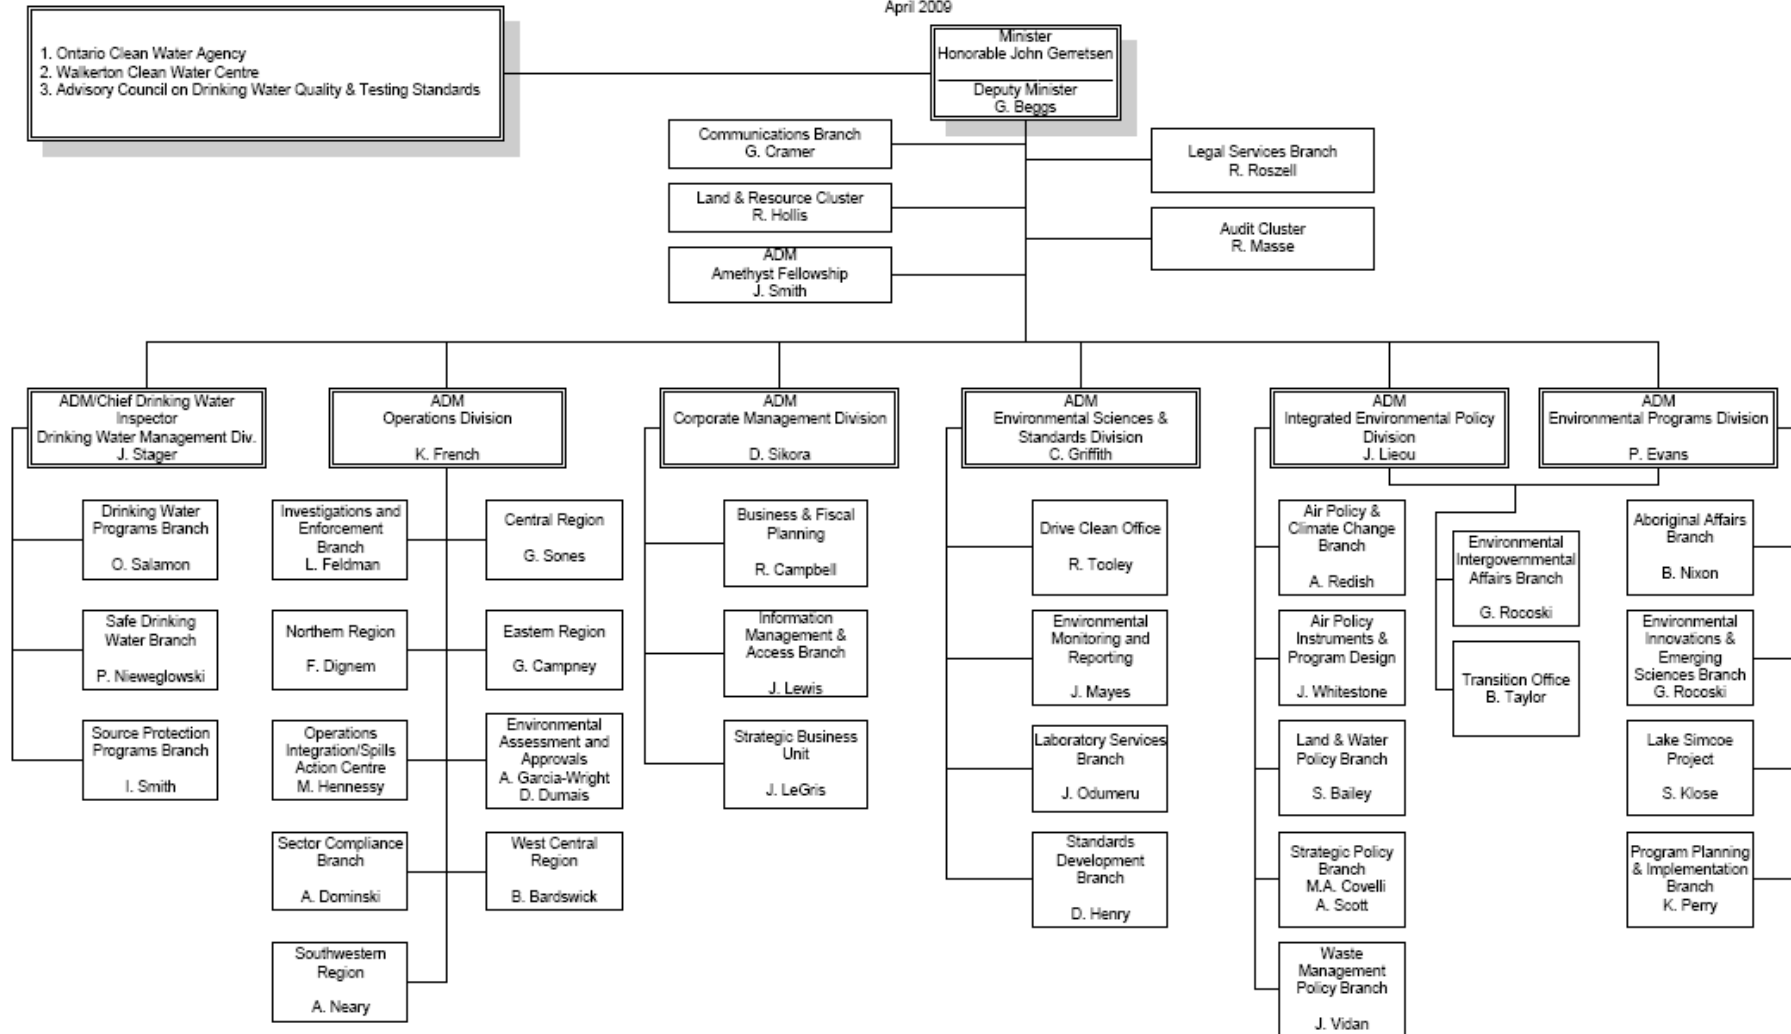 April 2009
1. Ontario Clean Water Agency
2. Walkerton Clean Water Centre
3. Advisory Council on Drinking Water Quality & Testing Standards
Minister
Honorable John Gerretsen
Deputy Minister
G. Beggs
Communications Branch
G. Cramer
Legal Services Branch
R. Roszell
Land & Resource Cluster
R. Hollis
Audit Cluster
R. Masse
ADM
Amethyst Fellowship
J. Smith
ADM/Chief Drinking Water
Inspector
Drinking Water Management Div.
J. Stager
ADM
Operations Division
K. French
ADM
Corporate Management Division
D. Sikora
ADM
Environmental Sciences &
Standards Division
C. Griffith
ADM
Integrated Environmental Policy
Division
J. Lieou
ADM
Environmental Programs Division
P. Evans
Drinking Water
Programs Branch
O. Salamon
Safe Drinking
Water Branch
P. Nieweglowski
Source Protection
Programs Branch
I. Smith
Investigations and
Enforcement
Branch
L. Feldman
Central Region
G. Sones
Northern Region
F. Dignem
Eastern Region
G. Campney
Operations
Integration/Spills
Action Centre
M. Hennessy
Environmental
Assessment and
Approvals
A. Garcia-Wright
D. Dumais
Sector Compliance
Branch
A. Dominski
West Central
Region
B. Bardswick
Southwestern
Region
A. Neary
Business & Fiscal
Planning
R. Campbell
Information
Management &
Access Branch
J. Lewis
Strategic Business
Unit
J. LeGris
Drive Clean Office
R. Tooley
Environmental
Monitoring and
Reporting
J. Mayes
Laboratory Services
Branch
J. Odumeru
Standards
Development
Branch
D. Henry
Air Policy &
Climate Change
Branch
A. Redish
Air Policy
Instruments &
Program Design
J. Whitestone
Land & Water
Policy Branch
S. Bailey
Strategic Policy
Branch
M.A. Covelli
A. Scott
Waste
Management
Policy Branch
J. Vidan
Environmental
Intergovernmental
Affairs Branch
G. Rocoski
Transition Office
B. Taylor
Aboriginal Affairs
Branch
B. Nixon
Environmental
Innovations &
Emerging
Sciences Branch
G. Rocoski
Lake Simcoe
Project
S. Klose
Program Planning
& Implementation
Branch
K. Perry